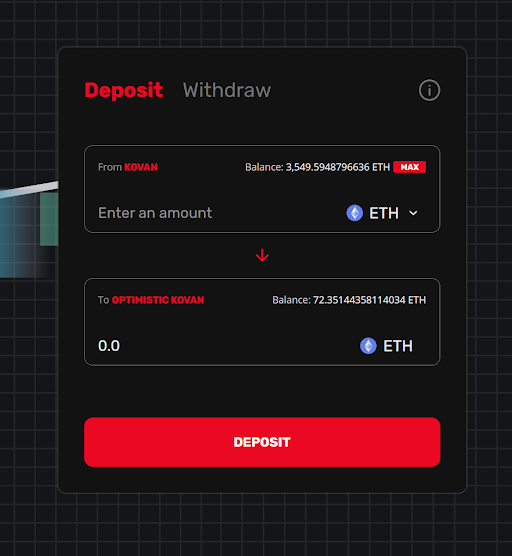 Deposit Withdraw
From KOVAN Balance: 3,549.5948796636 ETH MAX
Enter an amount ETH
To OPTIMISTIC KOVAN Balance: 72.35144358114034 ETH
0.0 ETH
DEPOSIT